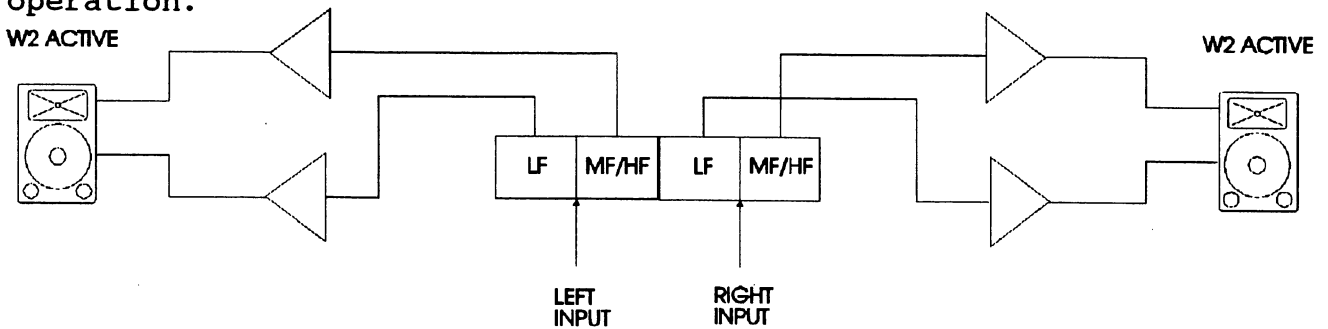 operation.
W2 ACTIVE
W2 ACTIVE
LF
MF/HF
LF
MF/HF
LEFT
INPUT
RIGHT
INPUT